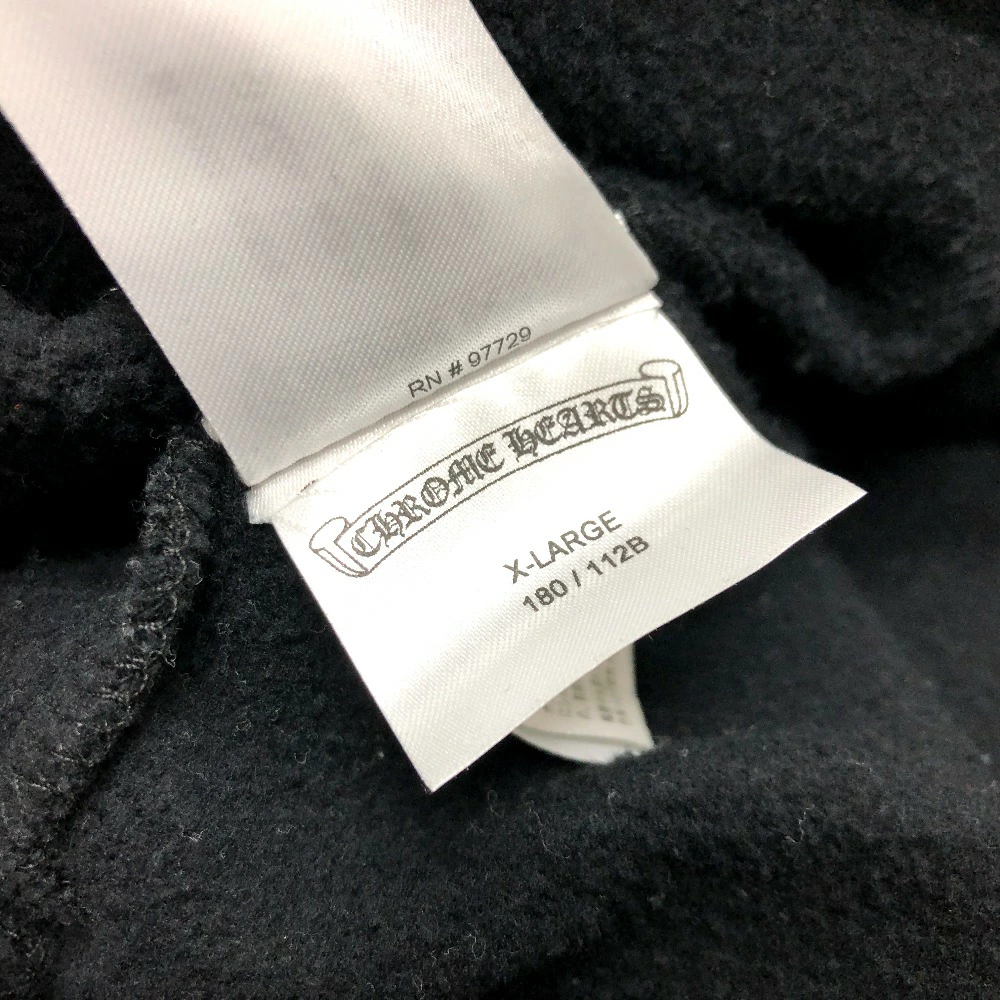 RN # 97729
CHROME HEARTS
X-LARGE
180 / 112B